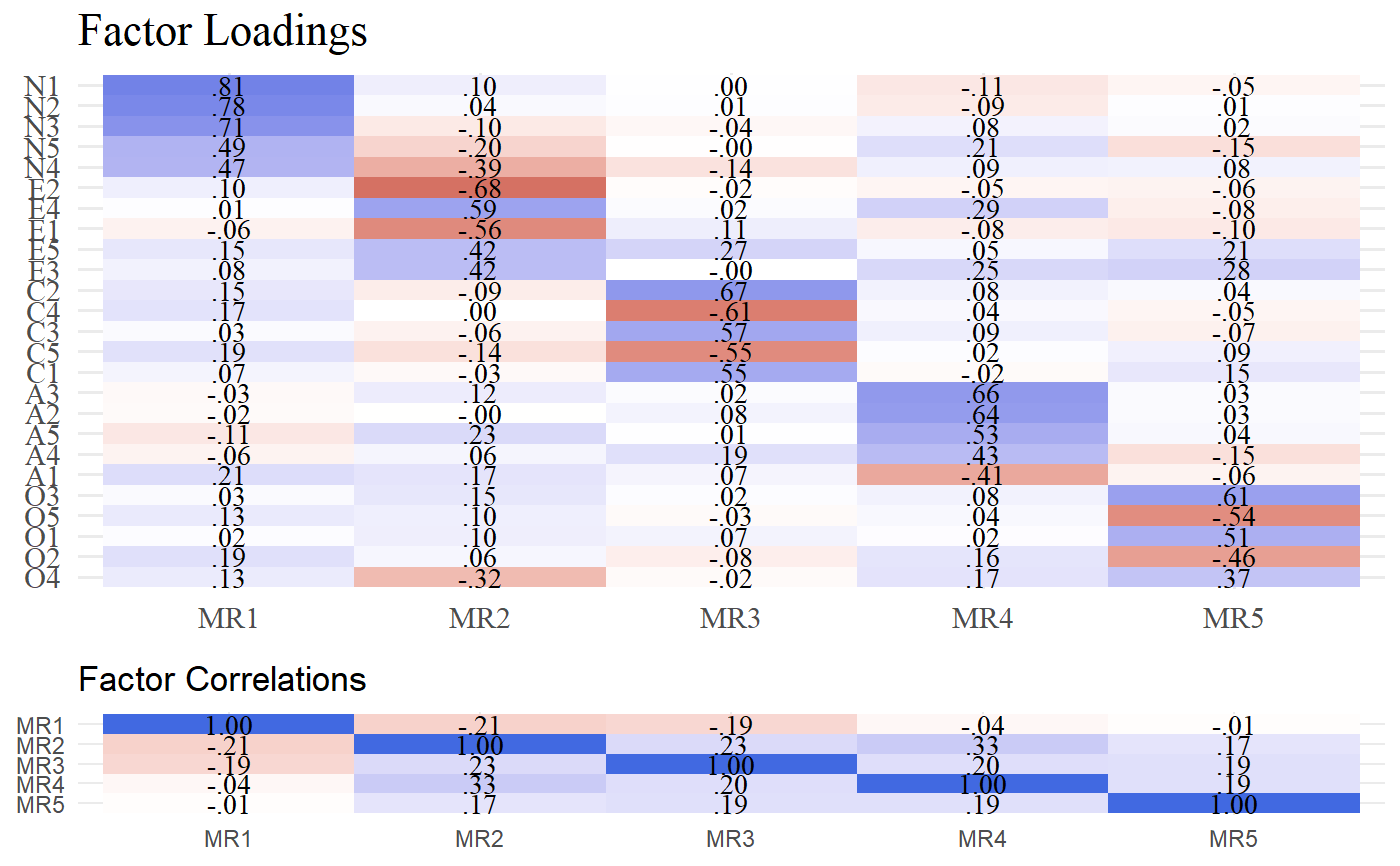 Factor Loadings
N1 .81 .10 .00 -.11 -.05
N2 .78 .04 .01 -.09 .01
N3 .71 -.10 -.04 .08 .02
N5 .49 -.20 -.00 .21 -.15
N4 .47 -.39 -.14 .09 .08
E2 .10 -.68 -.02 -.05 -.06
E4 .01 .59 .02 .29 -.08
E1 -.06 -.56 .11 -.08 -.10
E5 .15 .42 .27 .05 .21
E3 .08 .42 -.00 .25 .28
C2 .15 -.09 .67 .08 .04
C4 .17 .00 -.61 .04 -.05
C3 .03 -.06 .57 .09 -.07
C5 .19 -.14 -.55 .02 .09
C1 .07 -.03 .55 -.02 .15
A3 -.03 .12 .02 .66 .03
A2 -.02 -.00 .08 .64 .03
A5 -.11 .23 .01 .53 .04
A4 -.06 .06 .19 .43 -.15
A1 .21 .17 .07 -.41 -.06
O3 .03 .15 .02 .08 .61
O5 .13 .10 -.03 .04 -.54
O1 .02 .10 .07 .02 .51
O2 .19 .06 -.08 .16 -.46
O4 .13 -.32 -.02 .17 .37
MR1 MR2 MR3 MR4 MR5
Factor Correlations
MR1 1.00 -.21 -.19 -.04 -.01
MR2 -.21 1.00 .23 .33 .17
MR3 -.19 .23 1.00 .20 .19
MR4 -.04 .33 .20 1.00 .19
MR5 -.01 .17 .19 .19 1.00
MR1 MR2 MR3 MR4 MR5